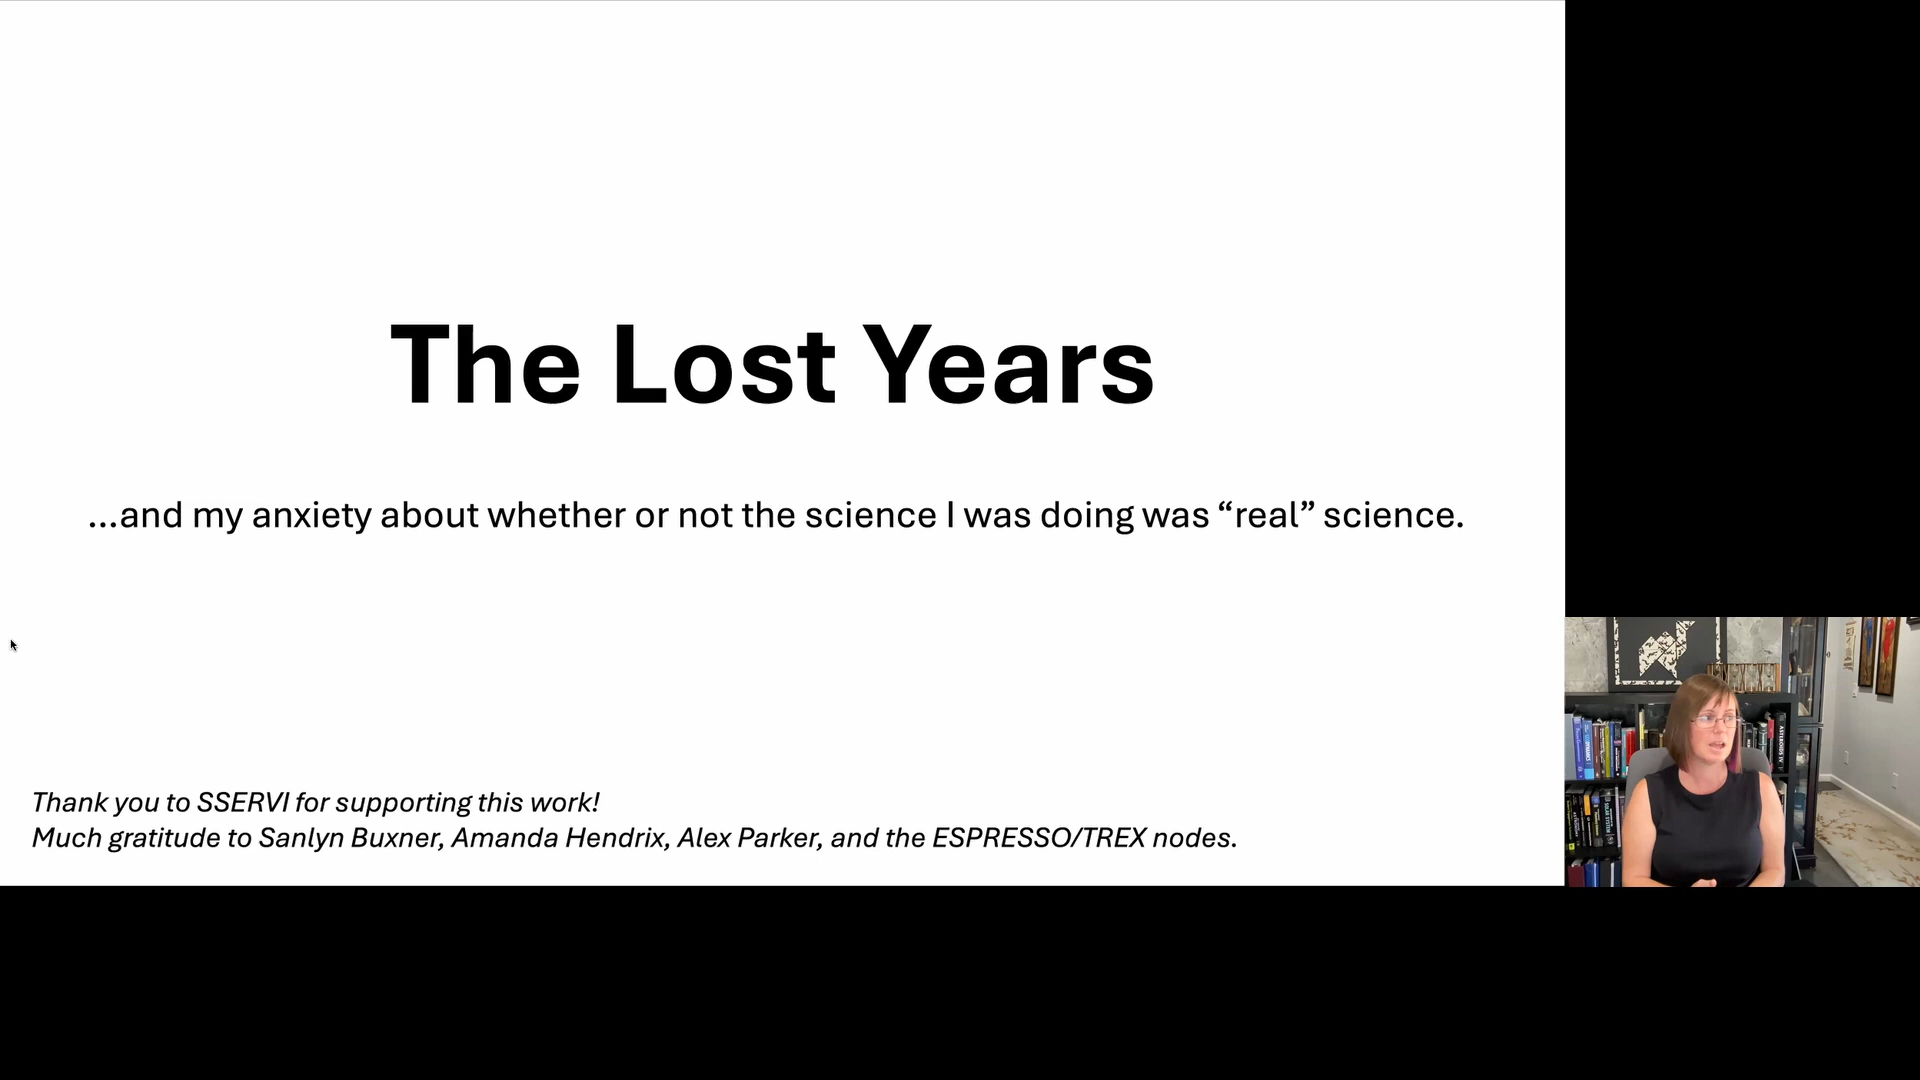 The Lost Years
...and my anxiety about whether or not the science I was doing was “real” science.
Thank you to SSERVI for supporting this work!
Much gratitude to Sanlyn Buxner, Amanda Hendrix, Alex Parker, and the ESPRESSO/TREX nodes.
ASTEROIDS IV